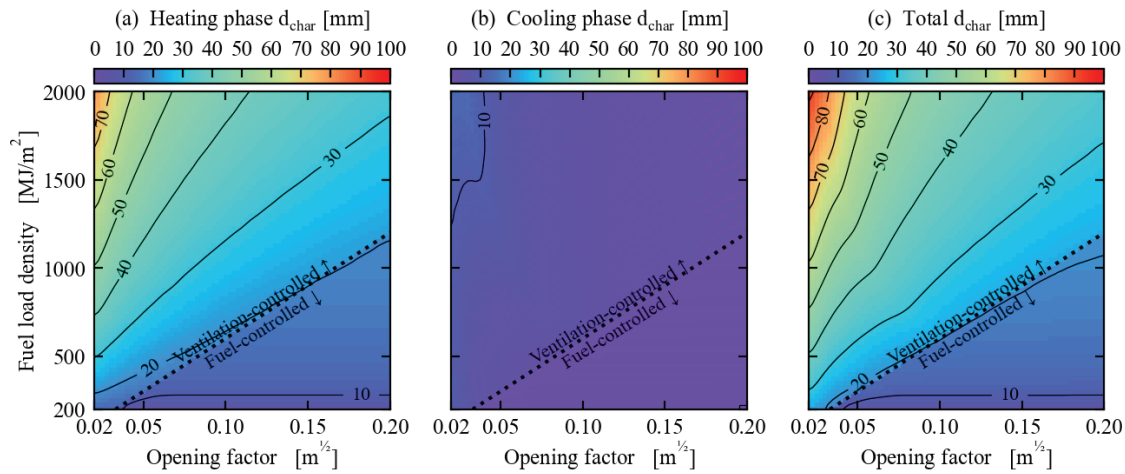 (a) Heating phase d_char [mm]
0 10 20 30 40 50 60 70 80 90 100
Fuel load density [MJ/m²]
2000
1500
1000
500
200
70
60
50
40
30
20
10
Ventilation-controlled ↑
Fuel-controlled ↓
0.02 0.05 0.10 0.15 0.20
Opening factor [m^½]
(b) Cooling phase d_char [mm]
0 10 20 30 40 50 60 70 80 90 100
10
Ventilation-controlled ↑
Fuel-controlled ↓
0.02 0.05 0.10 0.15 0.20
Opening factor [m^½]
(c) Total d_char [mm]
0 10 20 30 40 50 60 70 80 90 100
80
70
60
50
40
30
20
10
Ventilation-controlled ↑
Fuel-controlled ↓
0.02 0.05 0.10 0.15 0.20
Opening factor [m^½]